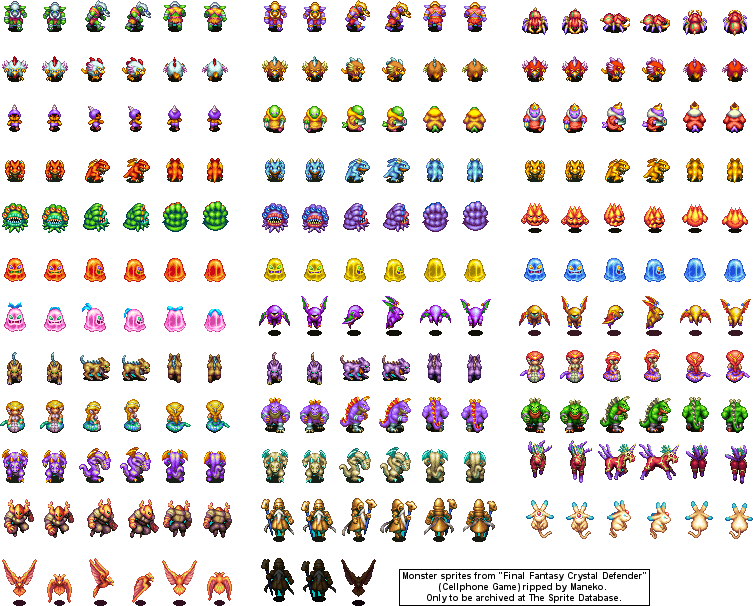 Monster sprites from "Final Fantasy Crystal Defender"
(Cellphone Game) ripped by Maneko.
Only to be archived at The Sprite Database.